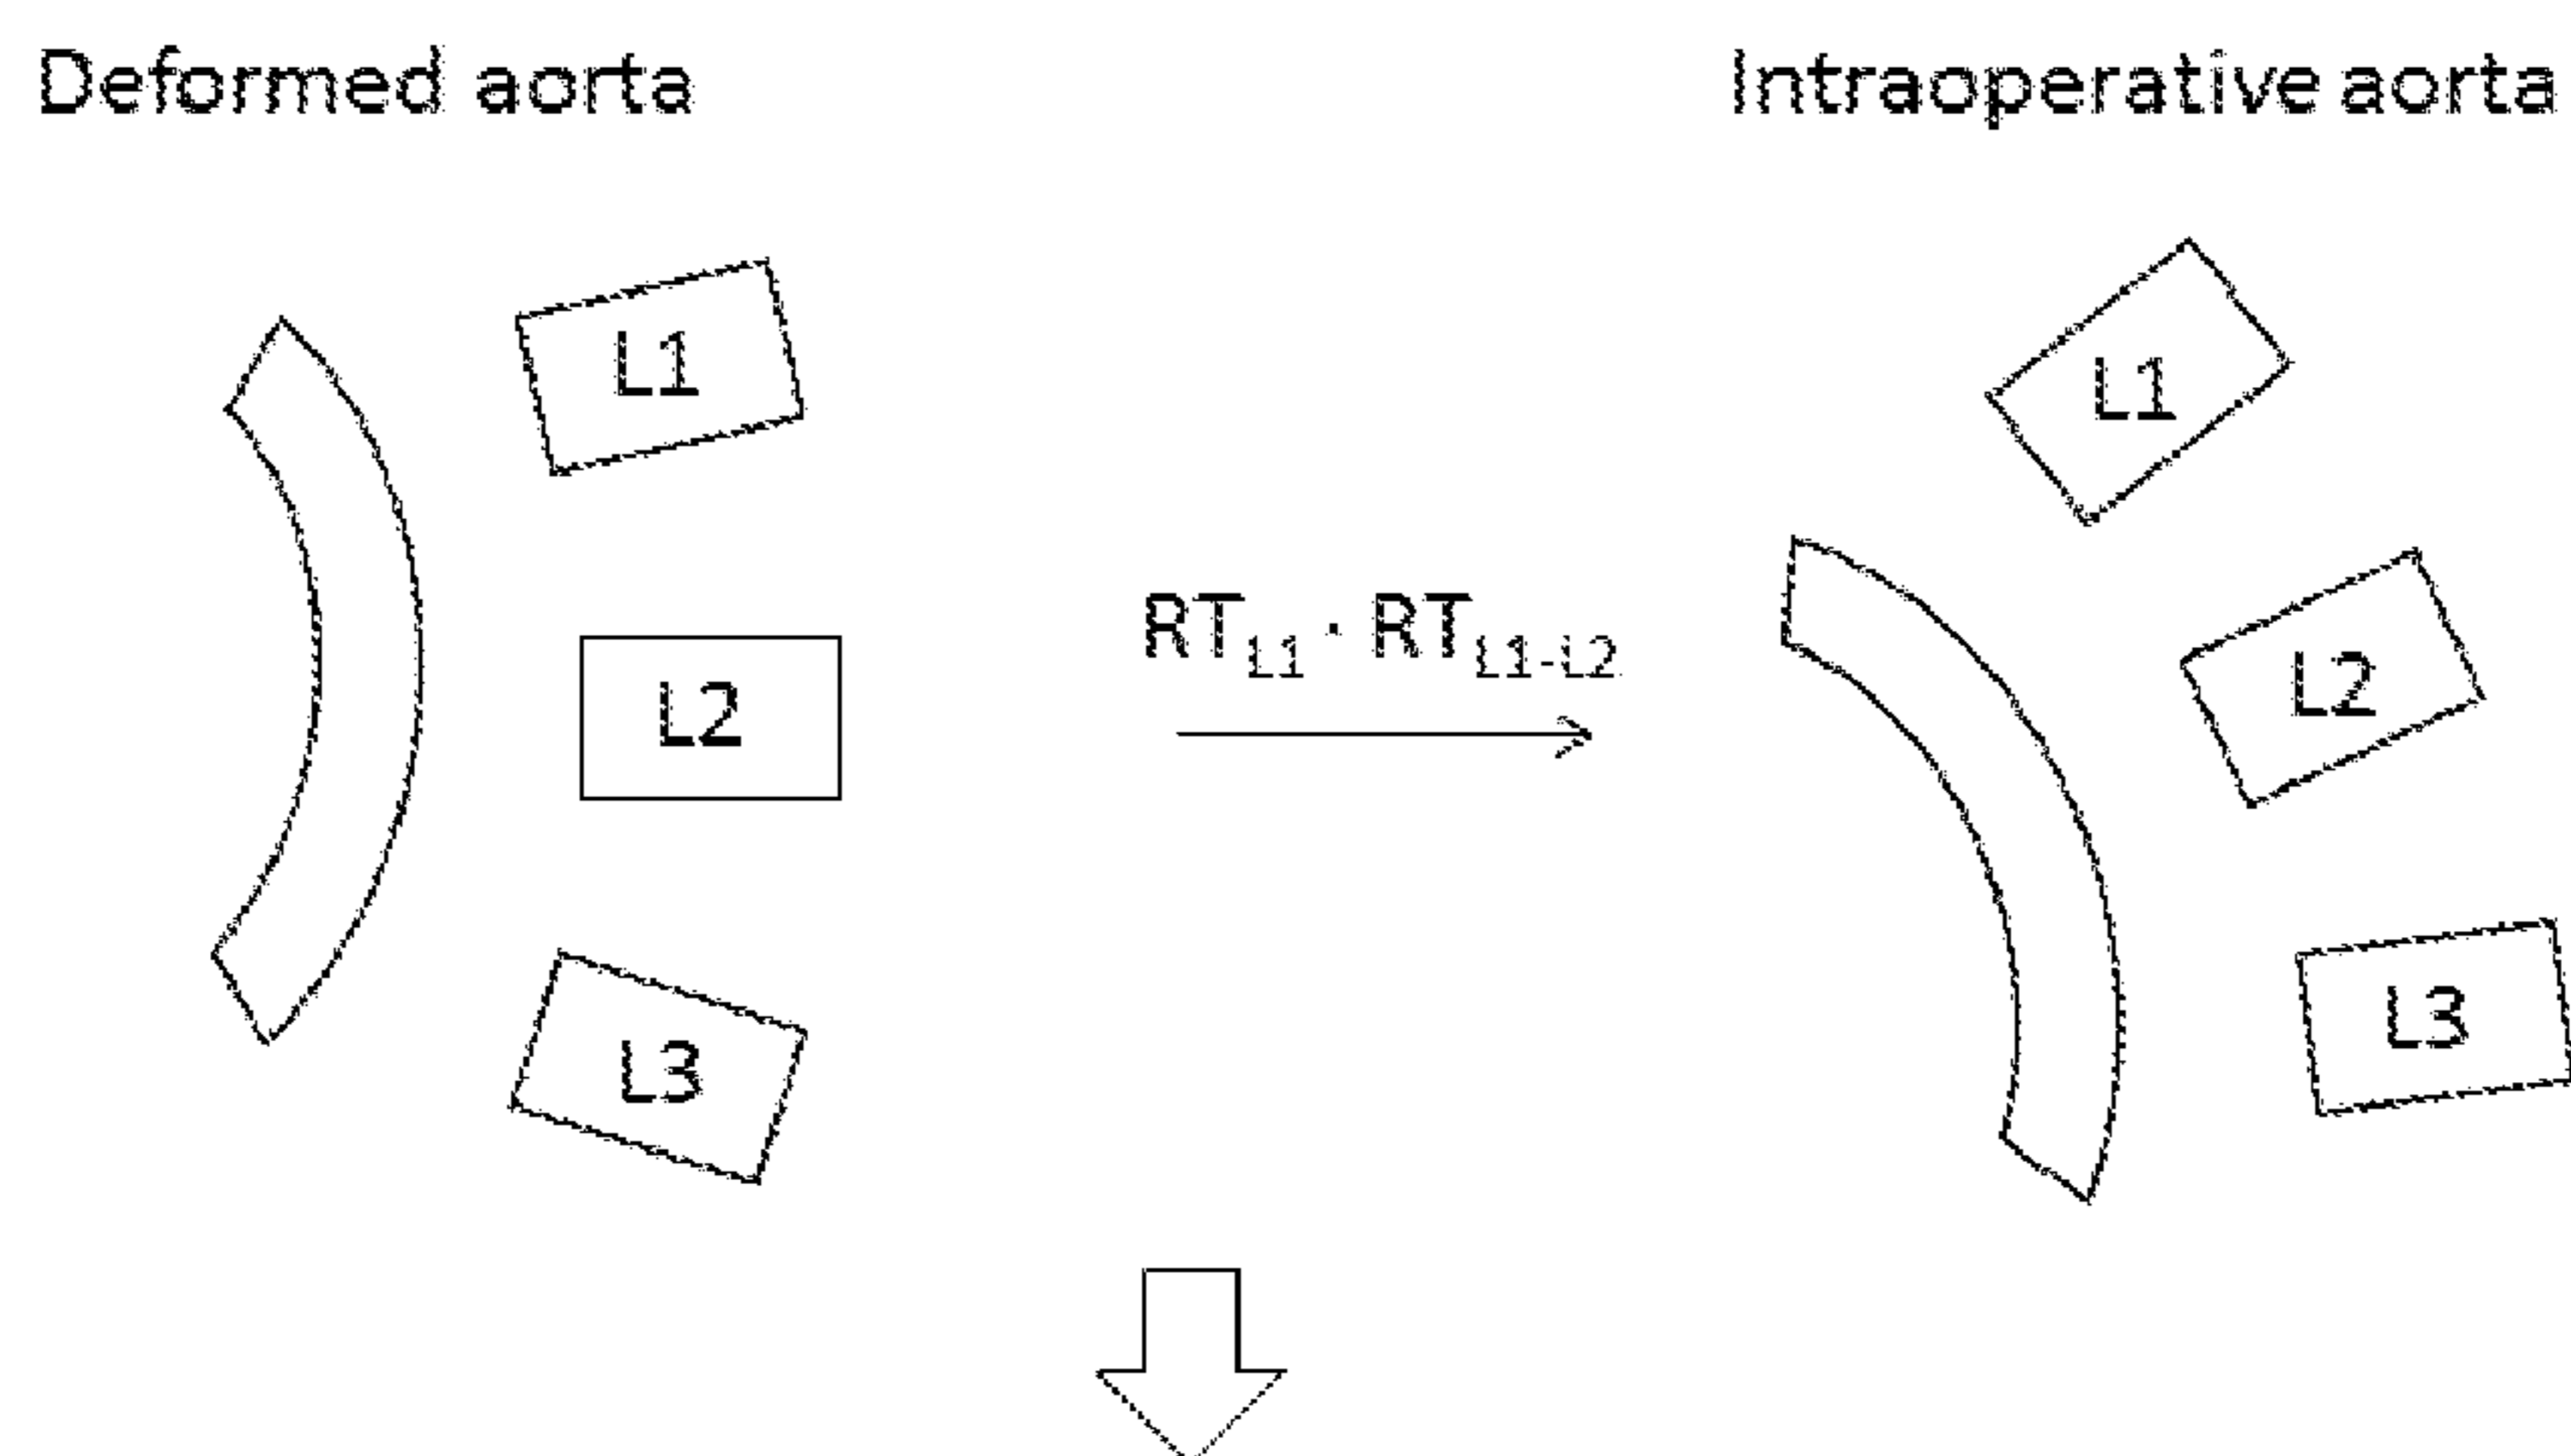 Deformed aorta
Intraoperative aorta
L1
L1
RT_L1 · RT_L1-L2
L2
L2
L3
L3